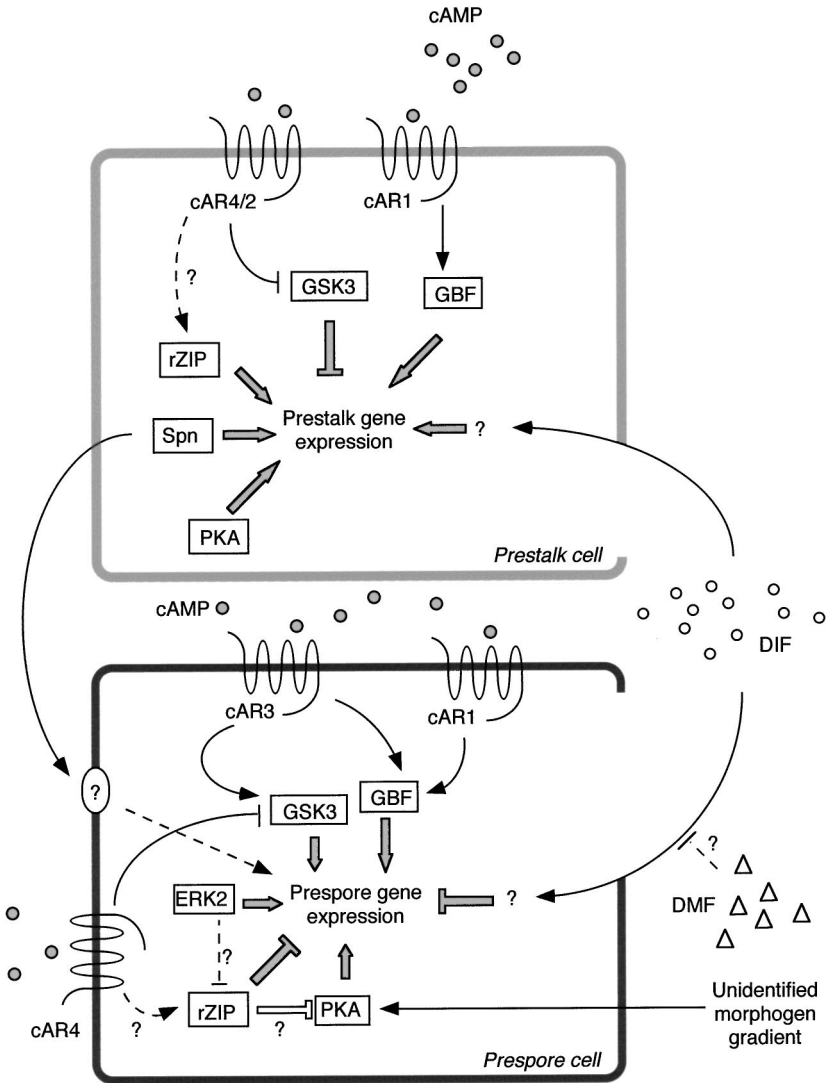 cAMP
cAR4/2
cAR1
?
GSK3
GBF
rZIP
Prestalk gene
expression
?
Spn
PKA
Prestalk cell
cAMP
DIF
cAR3
cAR1
?
GSK3
GBF
?
ERK2
Prespore gene
expression
?
DMF
?
cAR4
?
rZIP
?
PKA
Unidentified
morphogen
gradient
Prespore cell